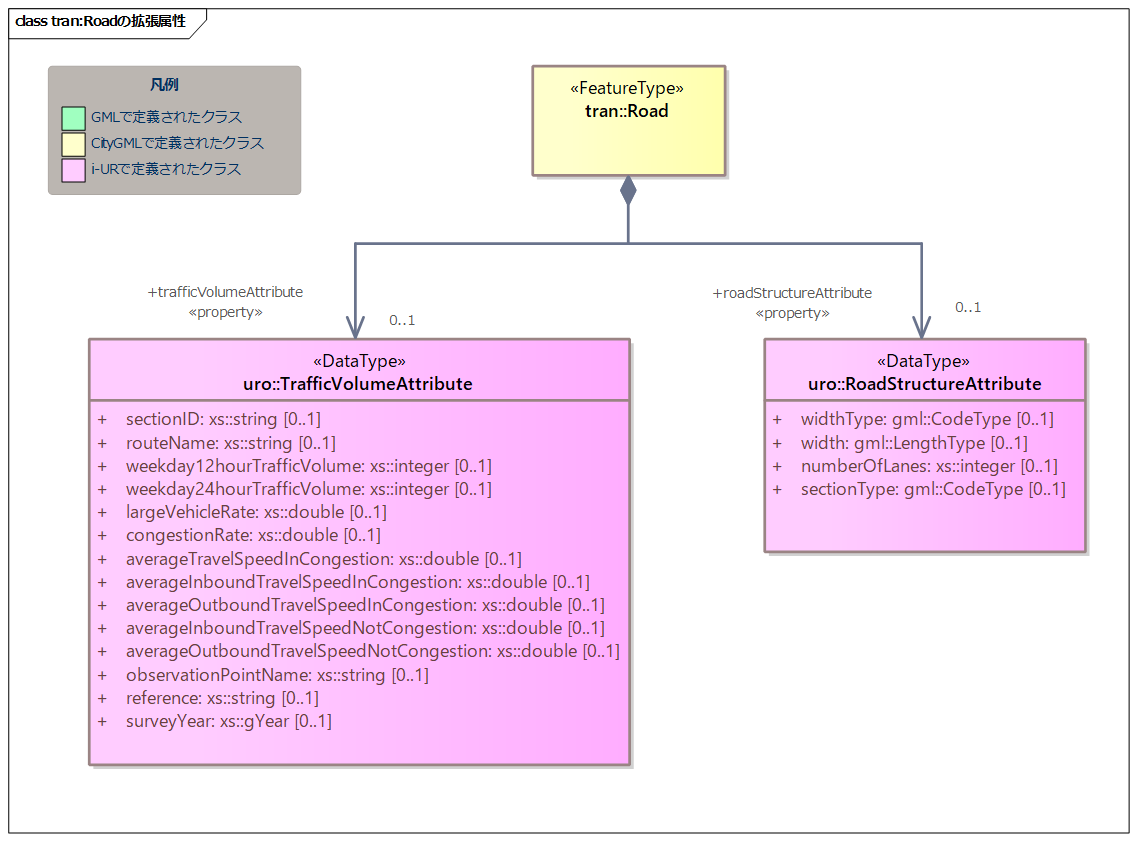 class tran:Roadの拡張属性
凡例
GMLで定義されたクラス
CityGMLで定義されたクラス
i-URで定義されたクラス
«FeatureType»
tran::Road
+trafficVolumeAttribute
«property»
0..1
+roadStructureAttribute
«property»
0..1
«DataType»
uro::TrafficVolumeAttribute
+ sectionID: xs::string [0..1]
+ routeName: xs::string [0..1]
+ weekday12hourTrafficVolume: xs::integer [0..1]
+ weekday24hourTrafficVolume: xs::integer [0..1]
+ largeVehicleRate: xs::double [0..1]
+ congestionRate: xs::double [0..1]
+ averageTravelSpeedInCongestion: xs::double [0..1]
+ averageInboundTravelSpeedInCongestion: xs::double [0..1]
+ averageOutboundTravelSpeedInCongestion: xs::double [0..1]
+ averageInboundTravelSpeedNotCongestion: xs::double [0..1]
+ averageOutboundTravelSpeedNotCongestion: xs::double [0..1]
+ observationPointName: xs::string [0..1]
+ reference: xs::string [0..1]
+ surveyYear: xs::gYear [0..1]
«DataType»
uro::RoadStructureAttribute
+ widthType: gml::CodeType [0..1]
+ width: gml::LengthType [0..1]
+ numberOfLanes: xs::integer [0..1]
+ sectionType: gml::CodeType [0..1]